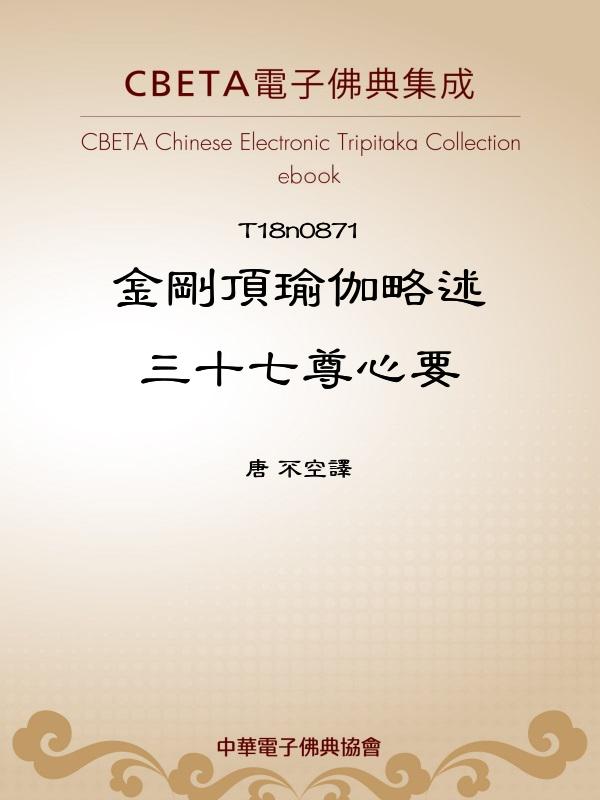 CBETA電子佛典集成
CBETA Chinese Electronic Tripitaka Collection
ebook
T18n0871
金剛頂瑜伽略述
三十七尊心要
唐 不空譯
中華電子佛典協會